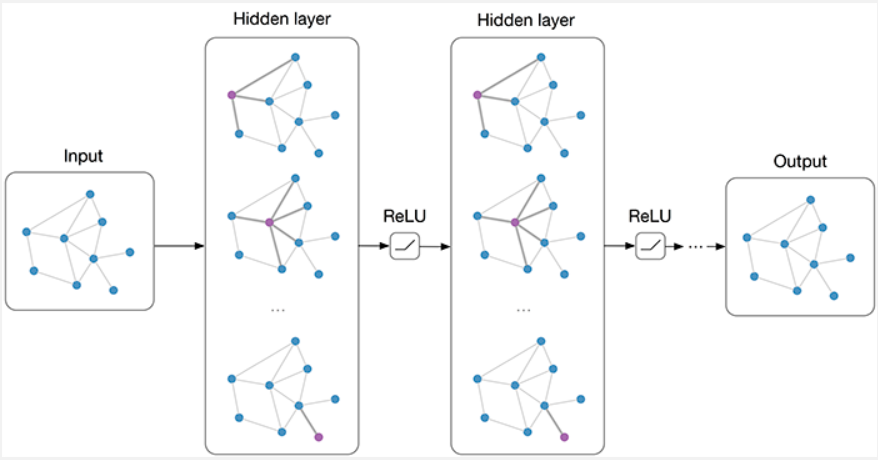 Hidden layer
Hidden layer
Input
Output
ReLU
ReLU
...
...
...